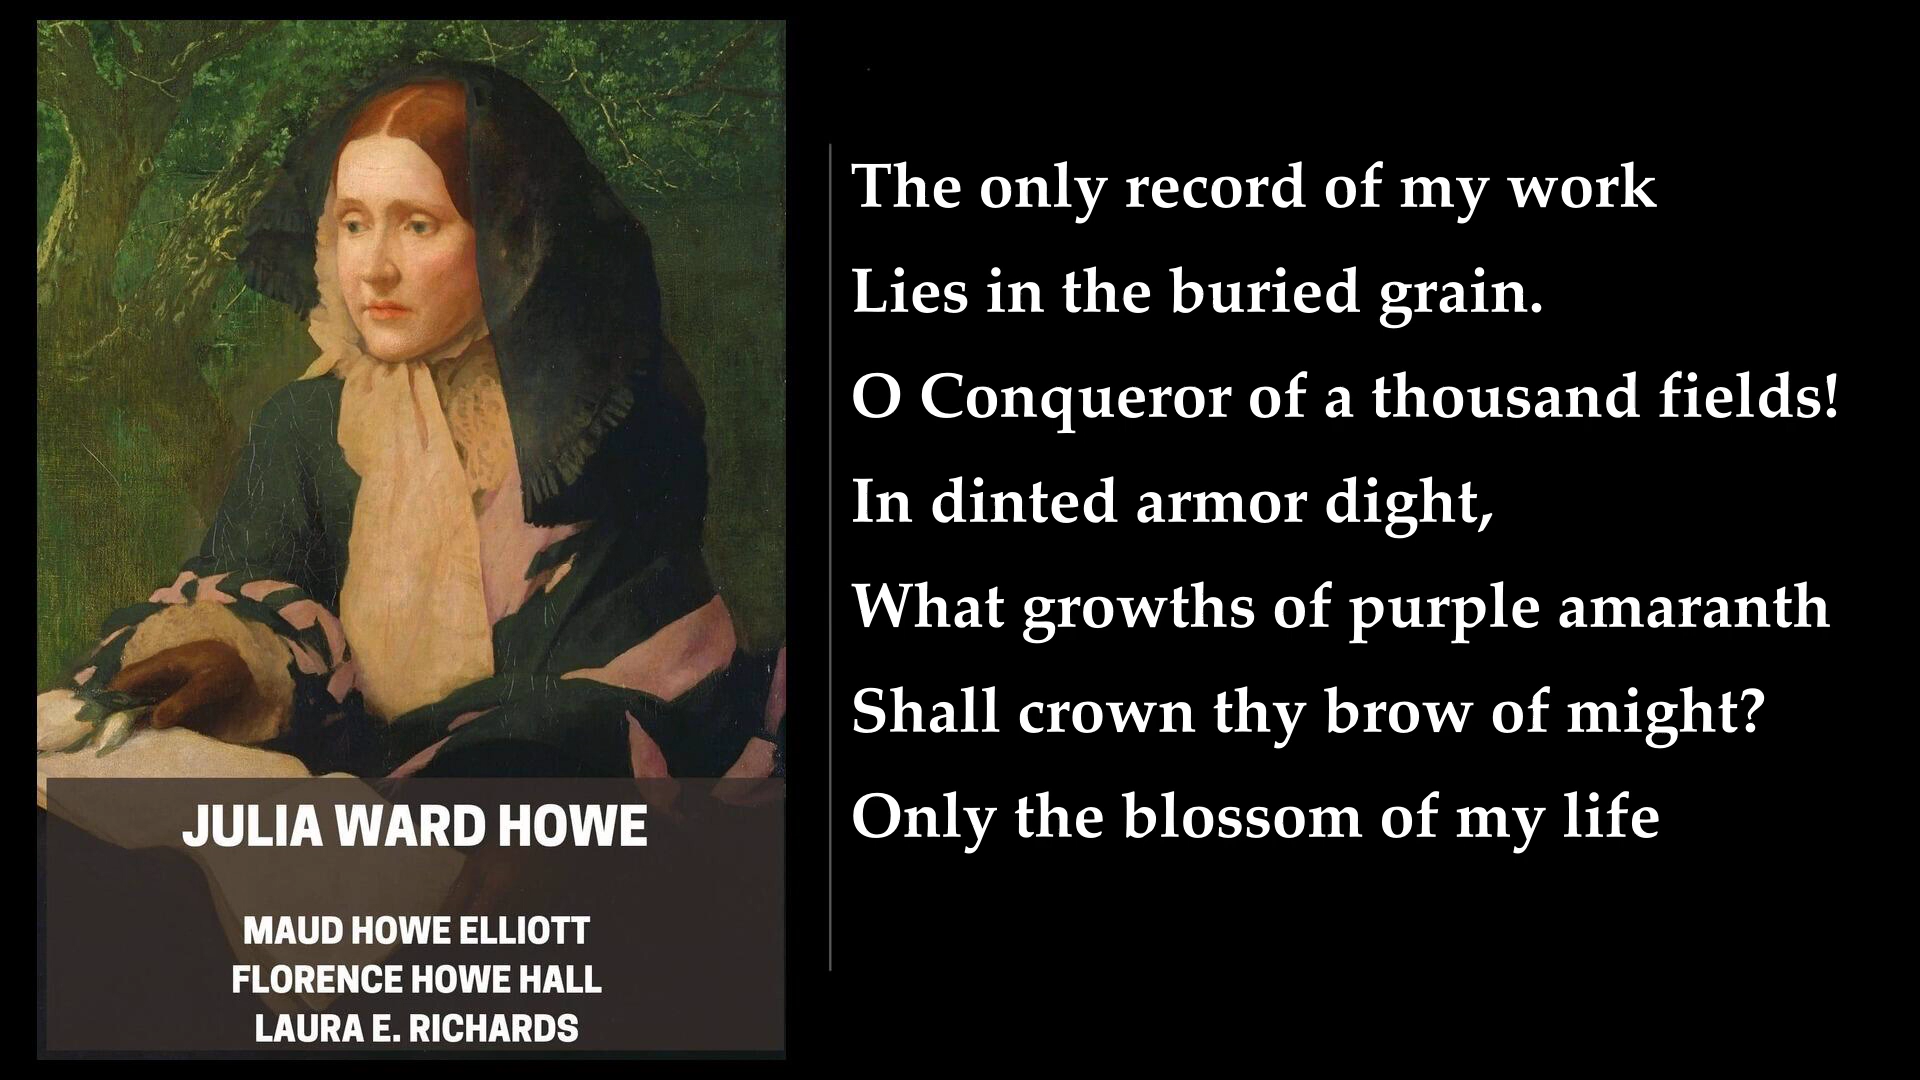 JULIA WARD HOWE
MAUD HOWE ELLIOTT
FLORENCE HOWE HALL
LAURA E. RICHARDS
The only record of my work
Lies in the buried grain.
O Conqueror of a thousand fields!
In dinted armor dight,
What growths of purple amaranth
Shall crown thy brow of might?
Only the blossom of my life